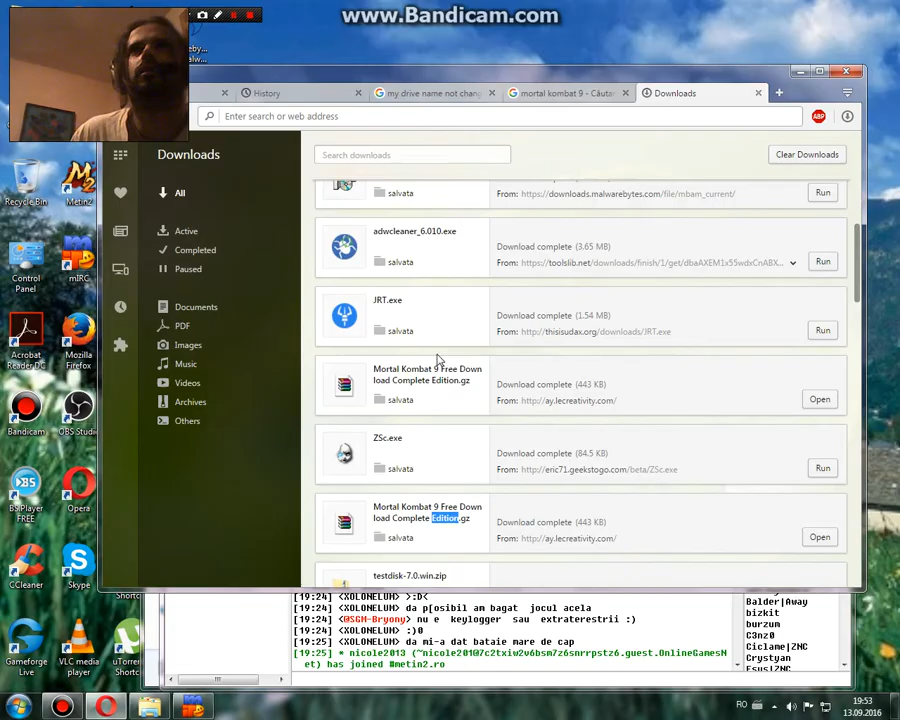 www.Bandicam.com
History
my drive name not chang
mortal kombat 9 - Căutar
Downloads
Enter search or web address
ABP
Downloads
Search downloads
Clear Downloads
All
Active
Completed
Paused
Documents
PDF
Images
Music
Videos
Archives
Others
salvata
From: https://downloads.malwarebytes.com/file/mbam_current/
Run
adwcleaner_6.010.exe
salvata
Download complete (3.65 MB)
Run
JRT.exe
salvata
Download complete (1.54 MB)
From: http://thisisudax.org/downloads/JRT.exe
Run
Mortal Kombat 9 Free Down
load Complete Edition.gz
salvata
Download complete (443 KB)
From: http://ay.lecreativity.com/
Open
ZSc.exe
salvata
Download complete (84.5 KB)
From: http://eric71.geekstogo.com/beta/ZSc.exe
Run
Mortal Kombat 9 Free Down
load Complete Edition.gz
salvata
Download complete (443 KB)
From: http://ay.lecreativity.com/
Open
testdisk-7.0.win.zip
Recycle Bin
Metin2
Control
Panel
mIRC
Acrobat
Reader DC
Mozilla
Firefox
Bandicam
OBS Studio
BS.Player
FREE
Opera
CCleaner
Skype
Gameforge
Live
VLC media
player
uTorrent
[19:24] <XOLONELUM> >:D<
[19:24] <XOLONELUM> da p[osibil am bagat jocul acela
[19:24] <@SGM-Bryony> nu e keylogger sau extraterestrii :)
[19:24] <XOLONELUM> :)0
[19:25] <XOLONELUM> da mi-a dat bataie mare de cap
[19:25] * nicole2013 (~nicole20107c2txiw2v6bsm7z6snrrpstz6.guest.OnlineGamesN
et) has joined #metin2.ro
Balder|Away
bizkit
burzum
C3nz0
Ciclame|ZNC
Crystyan
RO
19:53
13.09.2016